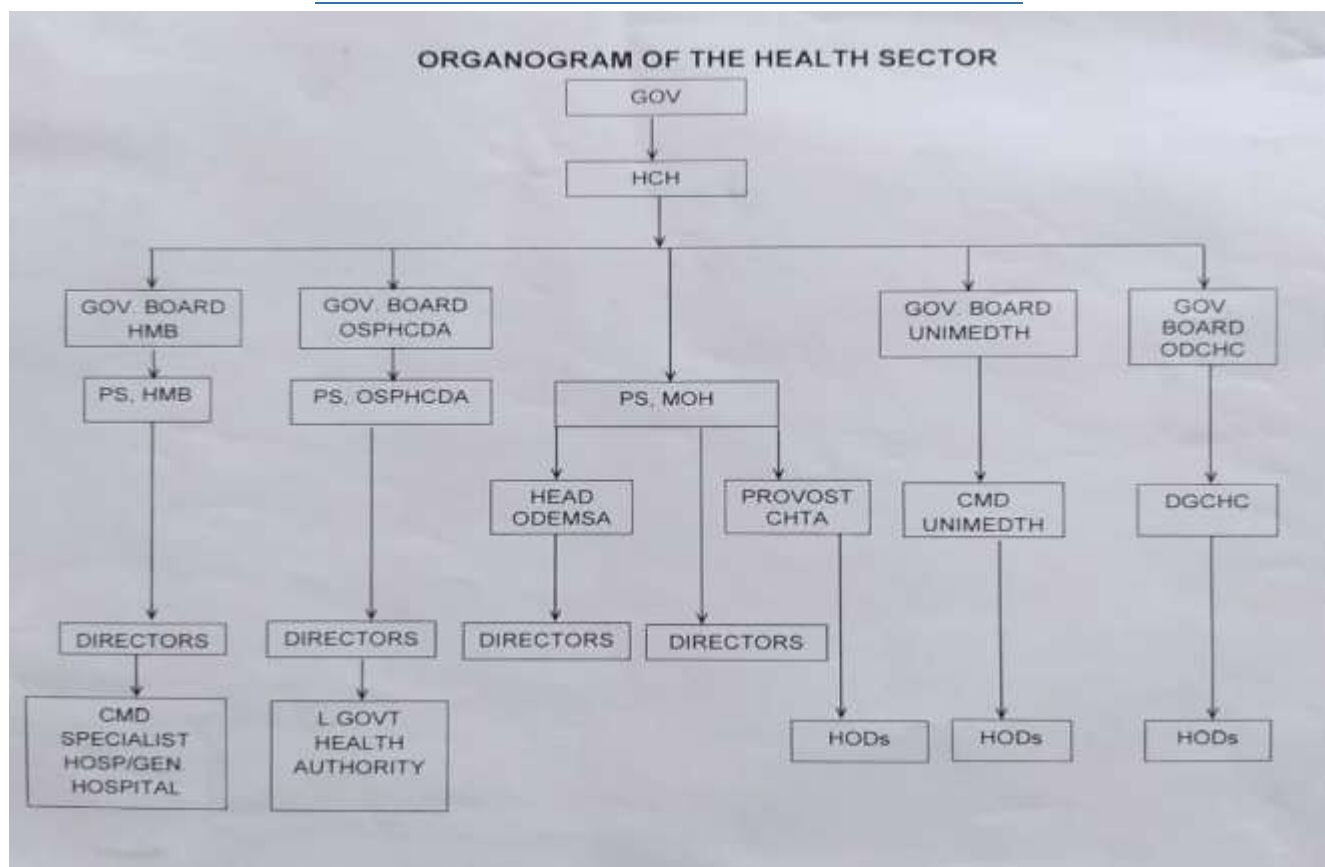 ORGANOGRAM OF THE HEALTH SECTOR
GOV
HCH
GOV. BOARD
HMB
GOV. BOARD
OSPHCDA
GOV. BOARD
UNIMEDTH
GOV
BOARD
ODCHC
PS, HMB
PS, OSPHCDA
PS, MOH
HEAD
ODEMSA
PROVOST
CHTA
CMD
UNIMEDTH
DGCHC
DIRECTORS
DIRECTORS
DIRECTORS
DIRECTORS
CMD
SPECIALIST
HOSP/GEN.
HOSPITAL
L GOVT
HEALTH
AUTHORITY
HODs
HODs
HODs